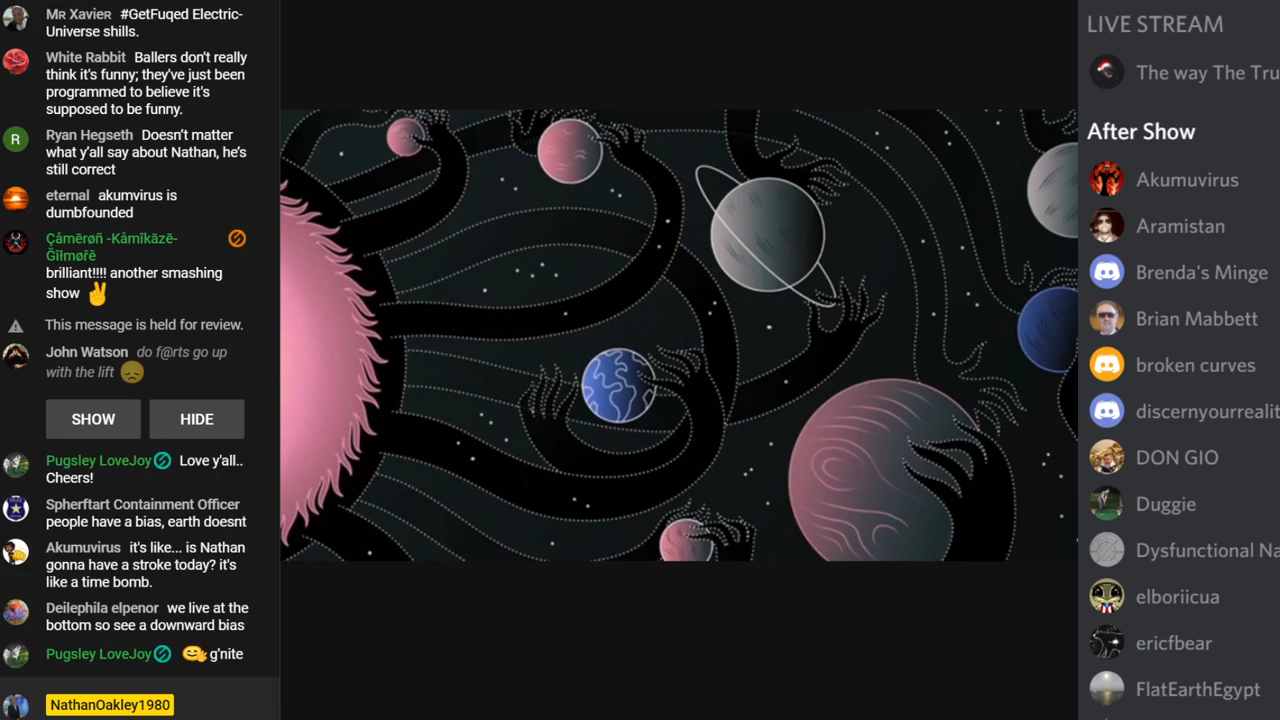 Mʀ Xᴀᴠɪᴇʀ #GetFuqed Electric-
Universe shills.
White Rabbit Ballers don't really
think it's funny; they've just been
programmed to believe it's
supposed to be funny.
R
Ryan Hegseth Doesn't matter
what y'all say about Nathan, he's
still correct
eternal akumvirus is
dumbfounded
Çåmērøñ -Kåmîkāzē-
Ğïłmøřê
brilliant!!!! another smashing
show ✌
This message is held for review.
John Watson do f@rts go up
with the lift 😞
SHOW HIDE
Pugsley LoveJoy Love y'all..
Cheers!
Spherftart Containment Officer
people have a bias, earth doesnt
Akumuvirus it's like... is Nathan
gonna have a stroke today? it's
like a time bomb.
Deilephila elpenor we live at the
bottom so see a downward bias
Pugsley LoveJoy g'nite
NathanOakley1980
LIVE STREAM
The way The Tru
After Show
Akumuvirus
Aramistan
Brenda's Minge
Brian Mabbett
broken curves
discernyourrealit
DON GIO
Duggie
Dysfunctional Na
elboriicua
ericfbear
FlatEarthEgypt